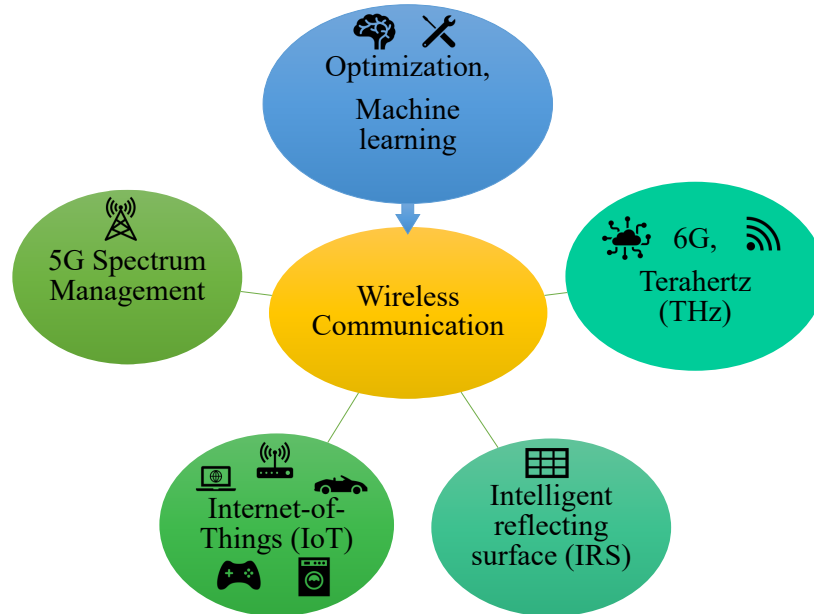 Optimization,
Machine
learning
5G Spectrum
Management
6G,
Terahertz
(THz)
Wireless
Communication
Internet-of-
Things (IoT)
Intelligent
reflecting
surface (IRS)